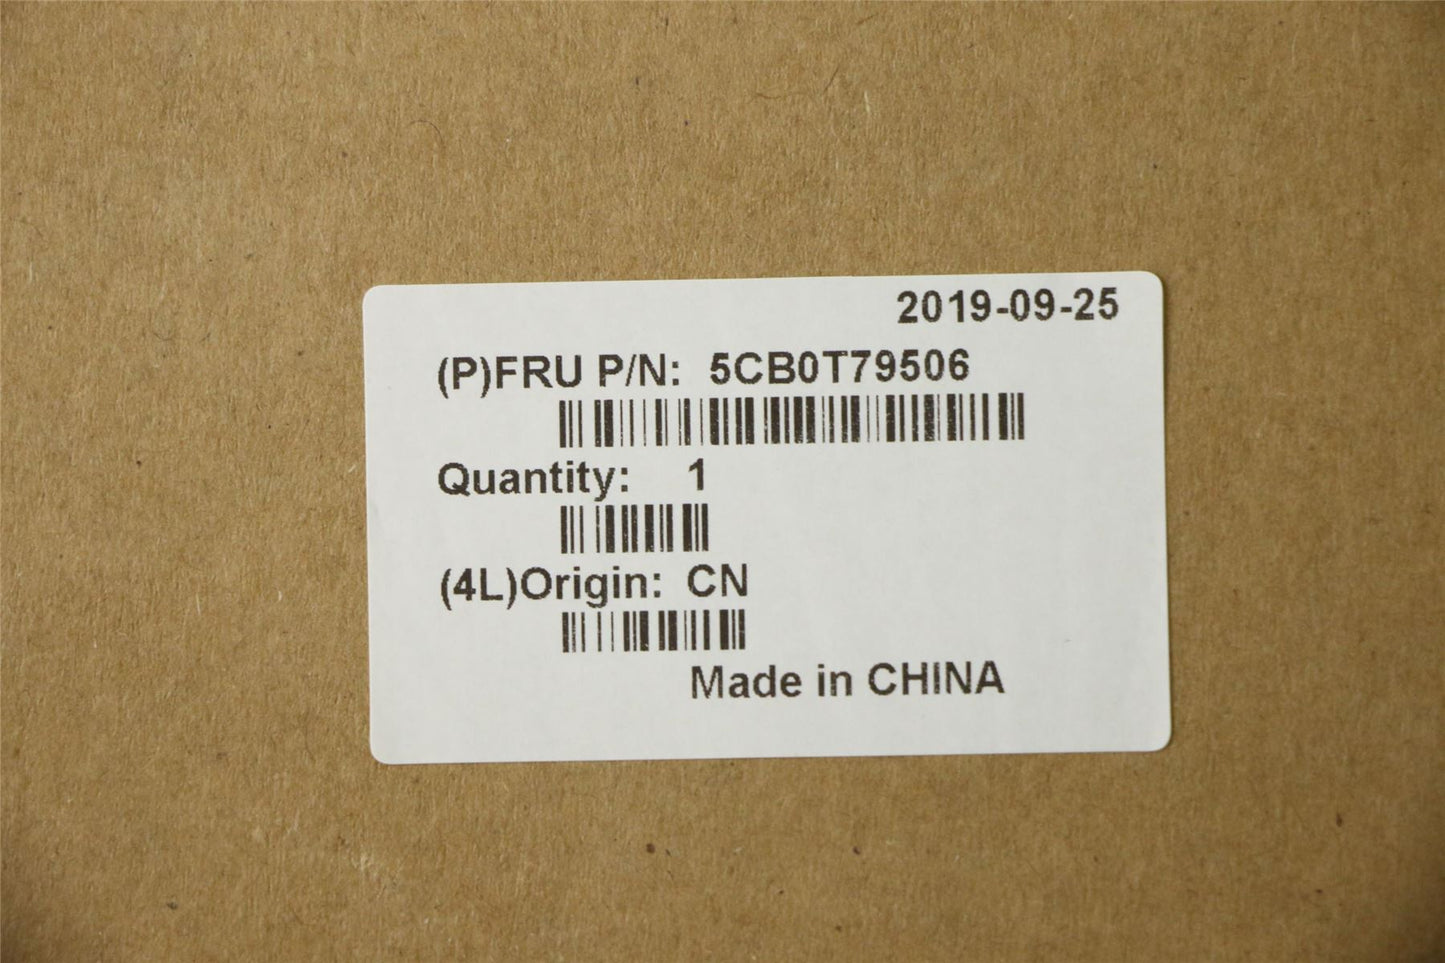 2019-09-25
(P)FRU P/N: 5CB0T79506
Quantity: 1
(4L)Origin: CN
Made in CHINA